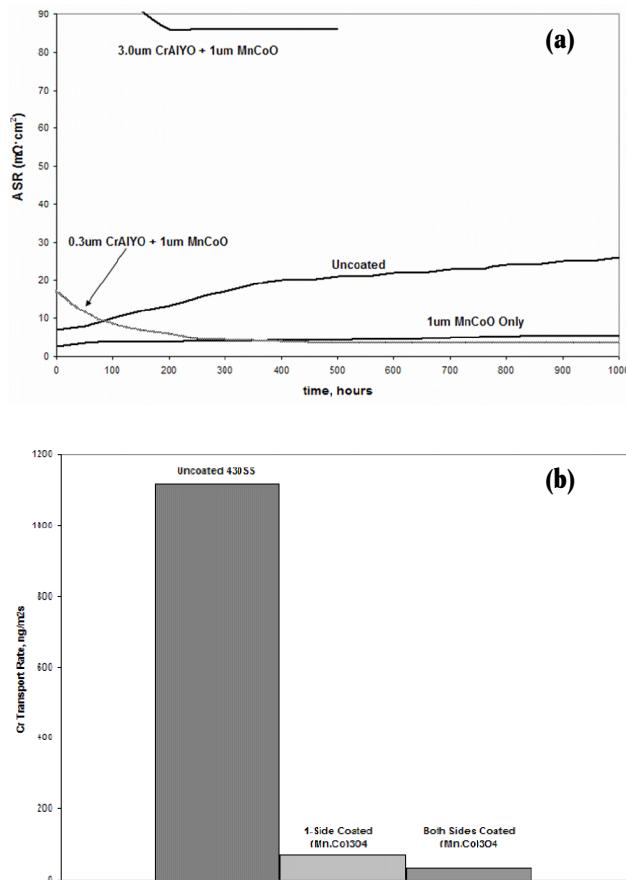 90
(a)
3.0um CrAlYO + 1um MnCoO
80
70
60
ASR (mΩ·cm²)
50
40
30
0.3um CrAlYO + 1um MnCoO
Uncoated
20
10
1um MnCoO Only
0
0 100 200 300 400 500 600 700 800 900 1000
time, hours
1200
Uncoated 430SS
(b)
1000
800
Cr Transport Rate, ng/m2s
600
400
200
1-Side Coated
(Mn,Co)3O4
Both Sides Coated
(Mn,Co)3O4
0